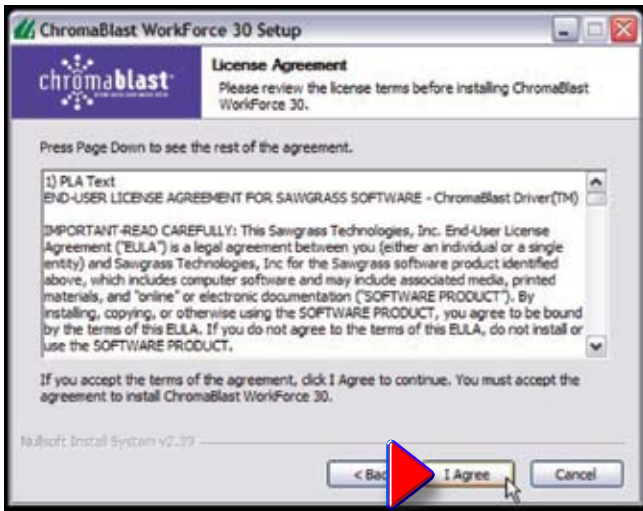 ChromaBlast WorkForce 30 Setup
chromablast
License Agreement
Please review the license terms before installing ChromaBlast
WorkForce 30.
Press Page Down to see the rest of the agreement.
1) PLA Text
END-USER LICENSE AGREEMENT FOR SAWGRASS SOFTWARE - ChromaBlast Driver(TM)
IMPORTANT-READ CAREFULLY: This Sawgrass Technologies, Inc. End-User License
Agreement ("EULA") is a legal agreement between you (either an individual or a single
entity) and Sawgrass Technologies, Inc for the Sawgrass software product identified
above, which includes computer software and may include associated media, printed
materials, and "online" or electronic documentation ("SOFTWARE PRODUCT"). By
installing, copying, or otherwise using the SOFTWARE PRODUCT, you agree to be bound
by the terms of this EULA. If you do not agree to the terms of this EULA, do not install or
use the SOFTWARE PRODUCT.
If you accept the terms of the agreement, click I Agree to continue. You must accept the
agreement to install ChromaBlast WorkForce 30.
Nullsoft Install System v2.39
< Bac I Agree Cancel